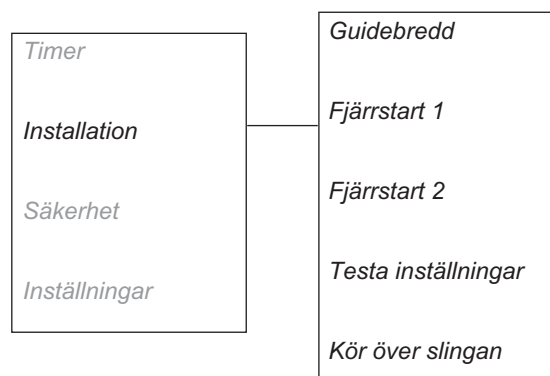 Timer
Installation
Säkerhet
Inställningar
Guidebredd
Fjärrstart 1
Fjärrstart 2
Testa inställningar
Kör över slingan